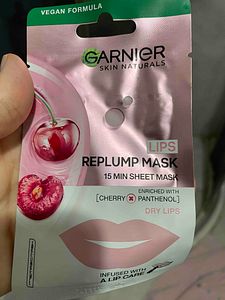 VEGAN FORMULA
GARNIER
SKIN NATURALS
LIPS
REPLUMP MASK
15 MIN SHEET MASK
ENRICHED WITH
[CHERRY × PANTHENOL]
DRY LIPS
INFUSED WITH
A LIP CARE